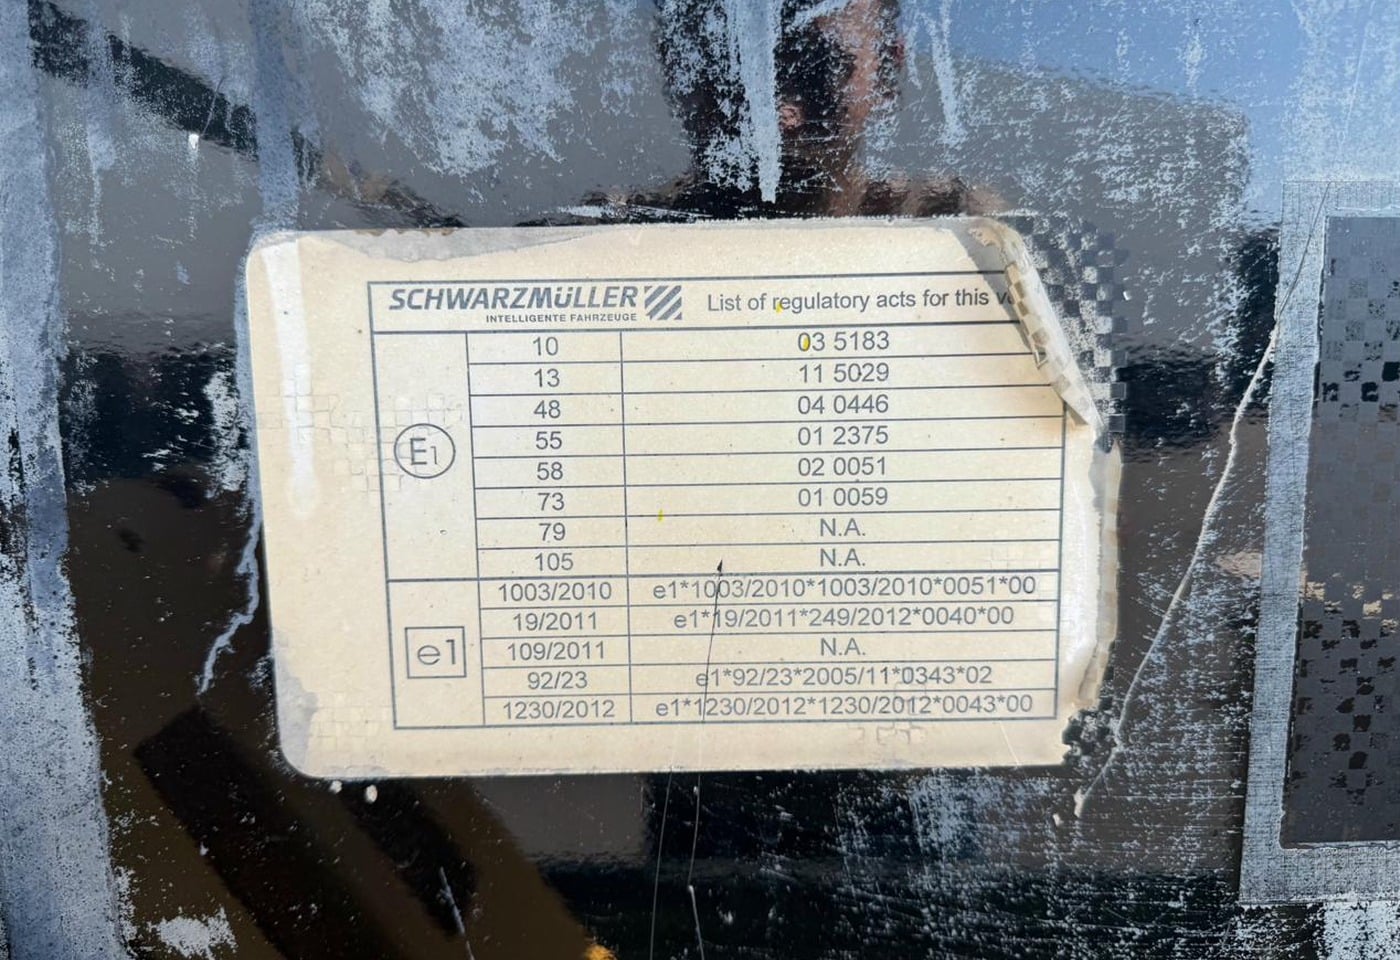 SCHWARZMÜLLER List of regulatory acts for this
INTELLIGENTE FAHRZEUGE
10 03 5183
13 11 5029
48 04 0446
55 01 2375
E1 58 02 0051
73 01 0059
79 N.A.
105 N.A.
1003/2010 e1*1003/2010*1003/2010*0051*00
19/2011 e1*19/2011*249/2012*0040*00
e1 109/2011 N.A.
92/23 e1*92/23*2005/11*0343*02
1230/2012 e1*1230/2012*1230/2012*0043*00